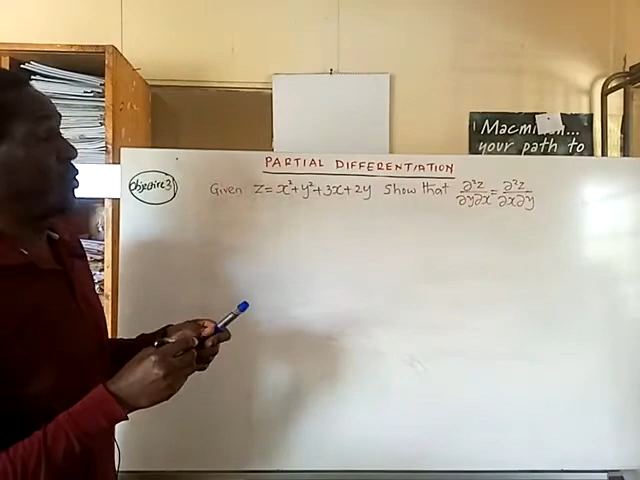 Macmillan...
your path to
PARTIAL DIFFERENTIATION
Objective 3
Given z = x² + y² + 3x + 2y Show that ∂²z/∂y∂x = ∂²z/∂x∂y